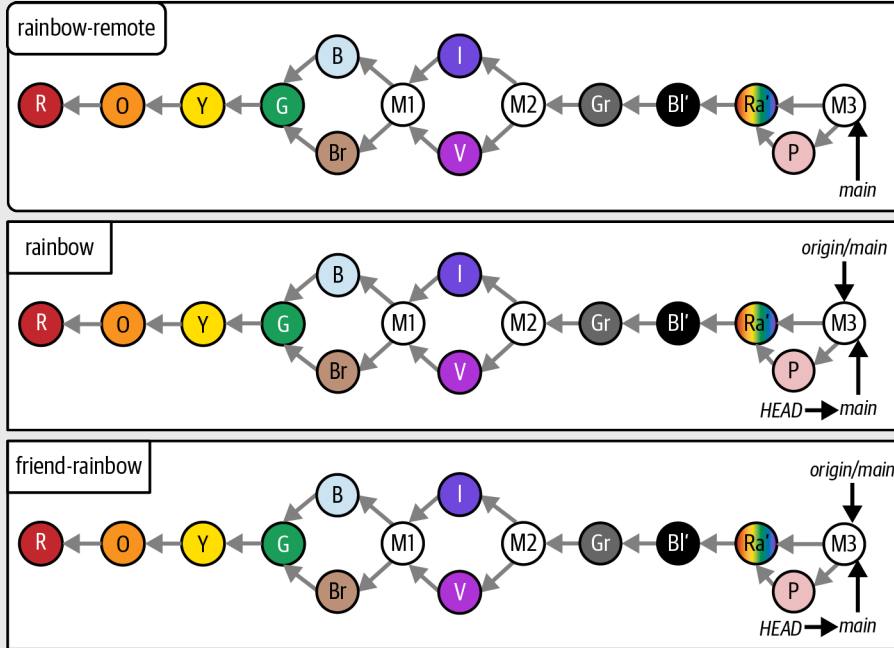 rainbow-remote
B I
R O Y G M1 M2 Gr Bl′ Ra′ M3
Br V P
main
rainbow
origin/main
B I
R O Y G M1 M2 Gr Bl′ Ra′ M3
Br V P
HEAD main
friend-rainbow
origin/main
B I
R O Y G M1 M2 Gr Bl′ Ra′ M3
Br V P
HEAD main